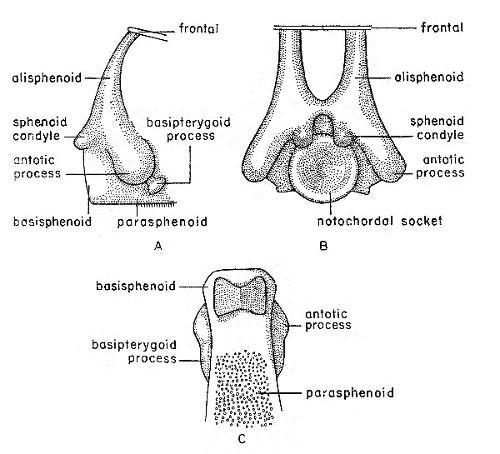 frontal
alisphenoid
sphenoid
condyle
basipterygoid
process
antotic
process
basisphenoid
parasphenoid
A
frontal
alisphenoid
sphenoid
condyle
antotic
process
notochordal socket
B
basisphenoid
antotic
process
basipterygoid
process
parasphenoid
C